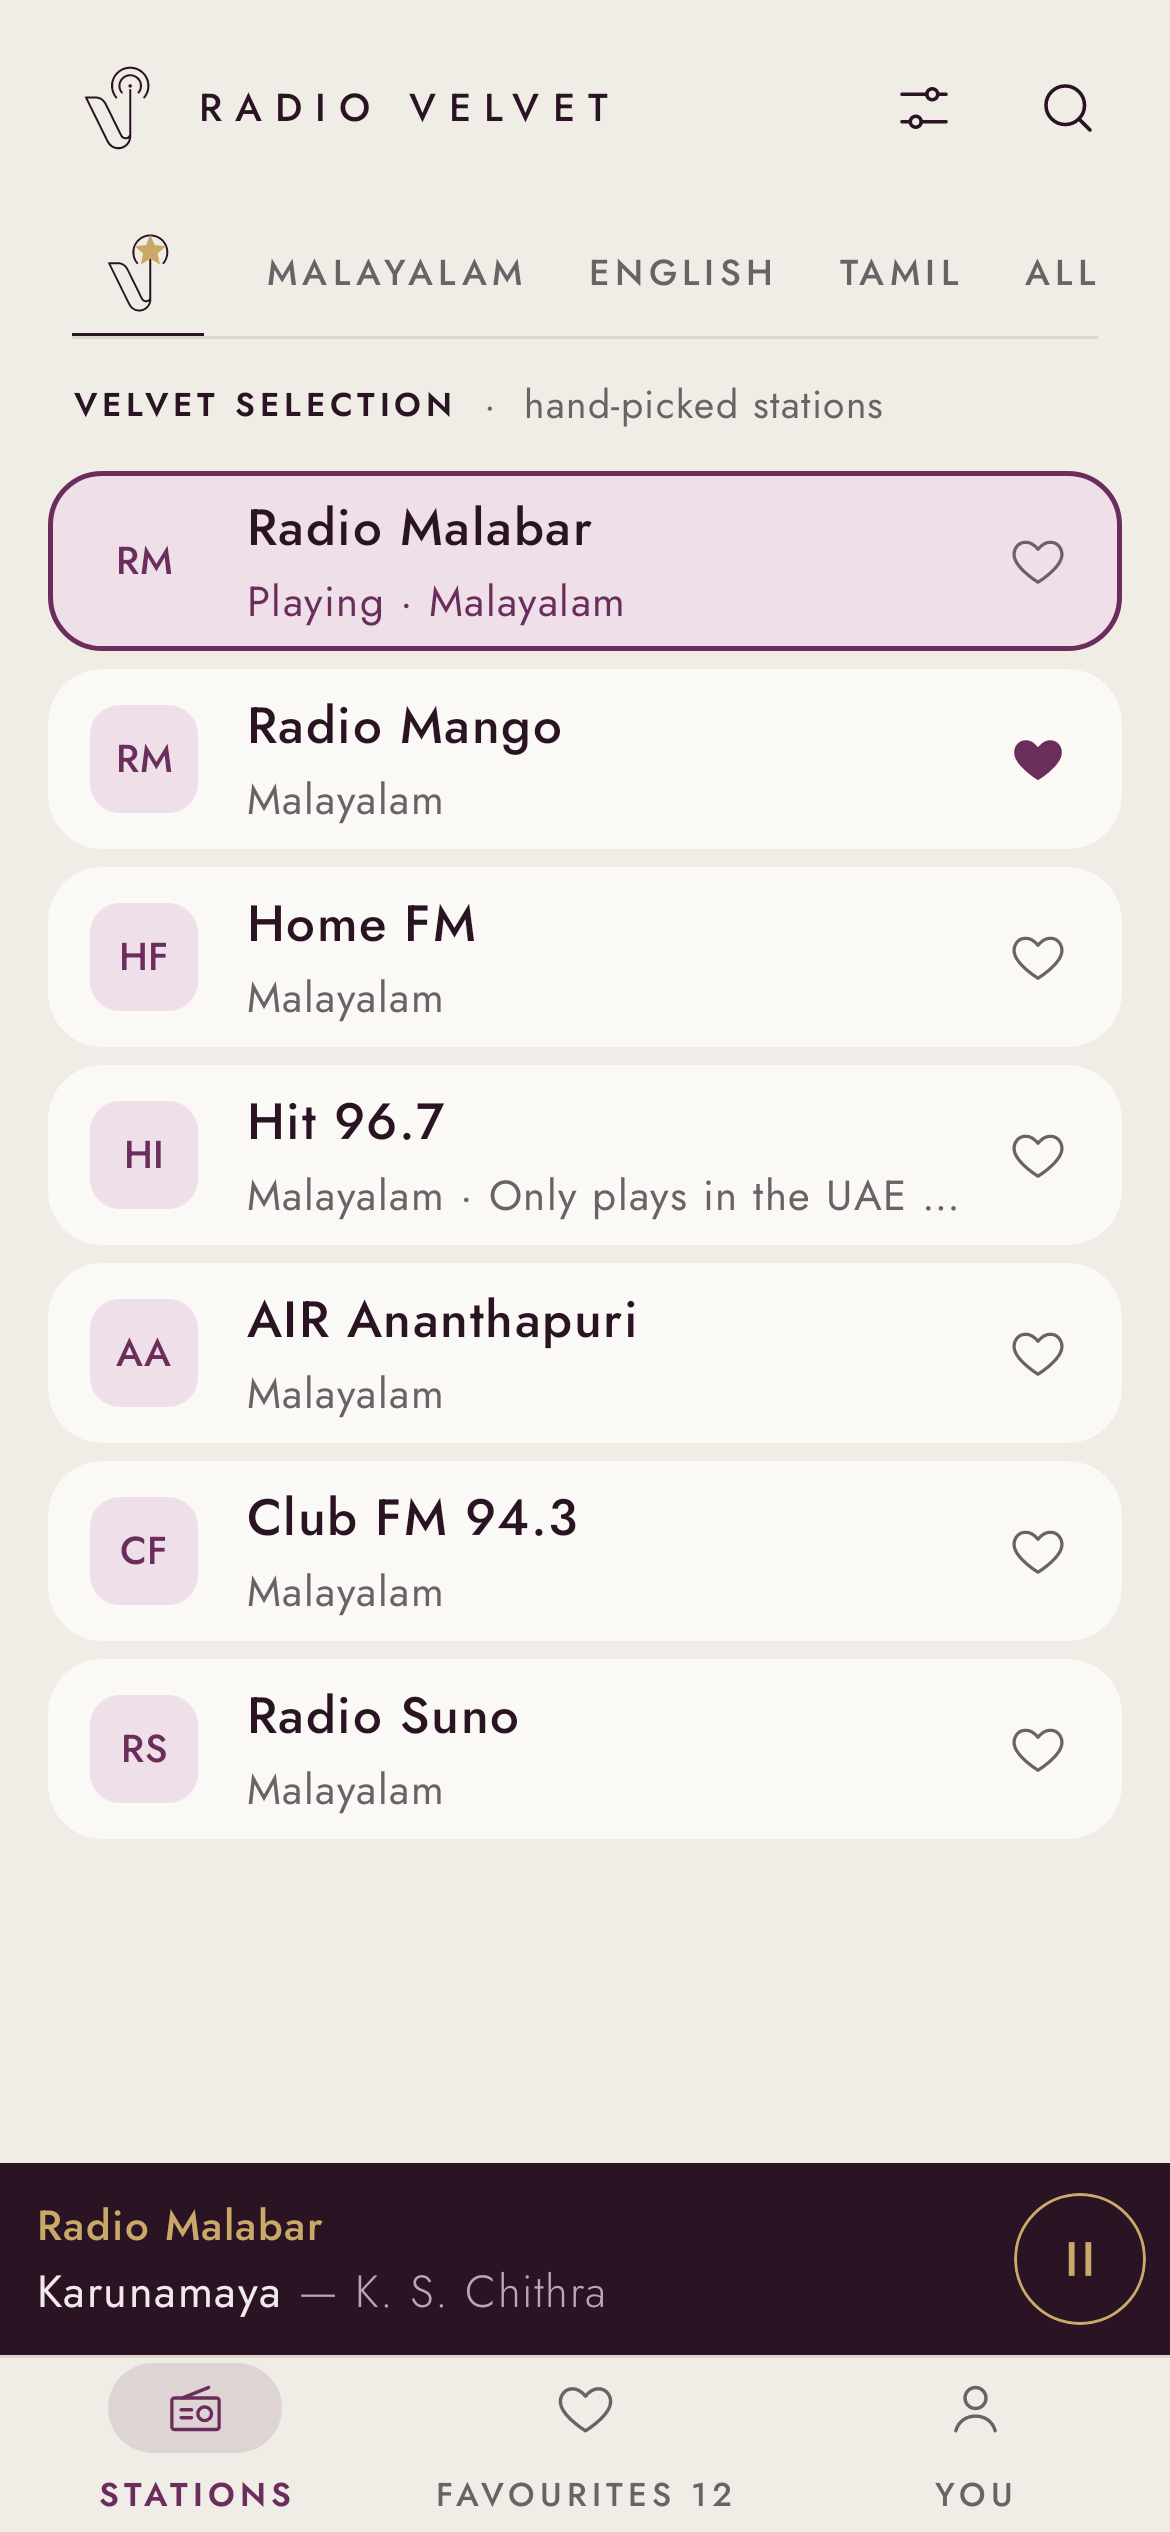 RADIO VELVET
MALAYALAM ENGLISH TAMIL ALL
VELVET SELECTION · hand-picked stations
RM
Radio Malabar
Playing · Malayalam
RM
Radio Mango
Malayalam
HF
Home FM
Malayalam
HI
Hit 96.7
Malayalam · Only plays in the UAE ...
AA
AIR Ananthapuri
Malayalam
CF
Club FM 94.3
Malayalam
RS
Radio Suno
Malayalam
Radio Malabar
Karunamaya — K. S. Chithra
STATIONS FAVOURITES 12 YOU